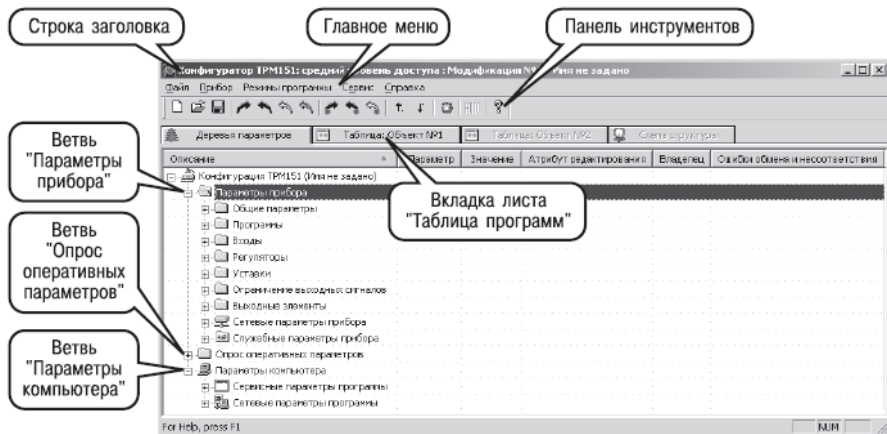 Строка заголовка
Главное меню
Панель инструментов
Конфигуратор ТРМ151: средний уровень доступа : Модификация № Имя не задано
Файл Прибор Режимы программы Сервис Справка
Деревья параметров
Таблица: Объект №1
Таблица: Объект №2
Схема структуры
Описание
Параметр
Значение
Атрибут редактирования
Владелец
Ошибки обмена и несоответствия
Ветвь
"Параметры
прибора"
Конфигурация ТРМ151 (Имя не задано)
Параметры прибора
Общие параметры
Программы
Входы
Регуляторы
Уставки
Ограничение выходных сигналов
Выходные элементы
Сетевые параметры прибора
Служебные параметры прибора
Опрос оперативных параметров
Параметры компьютера
Сервисные параметры программы
Сетевые параметры программы
Вкладка листа
"Таблица программ"
Ветвь
"Опрос
оперативных
параметров"
Ветвь
"Параметры
компьютера"
For Help, press F1
NUM